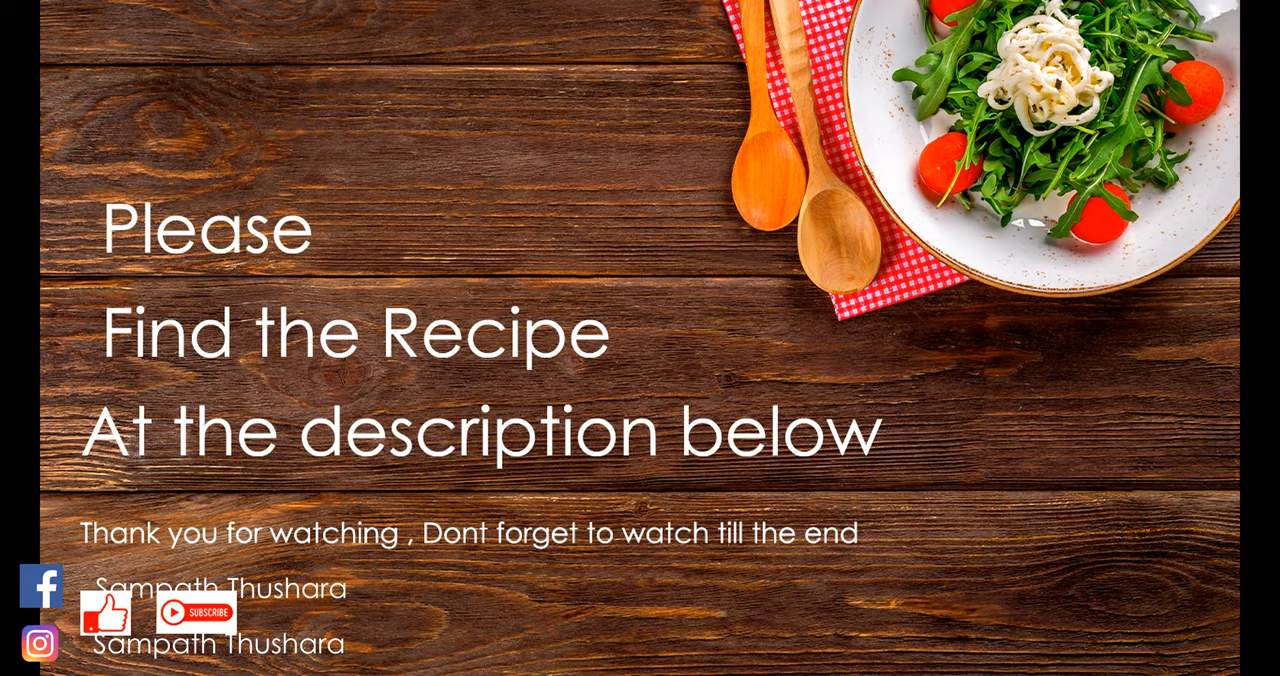 Please
Find the Recipe
At the description below
Thank you for watching , Dont forget to watch till the end
Sampath Thushara
SUBSCRIBE
Sampath Thushara